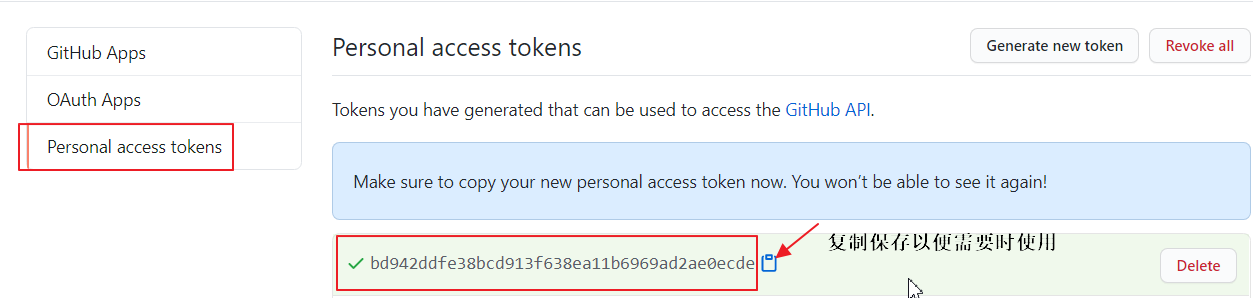 GitHub Apps
OAuth Apps
Personal access tokens
Personal access tokens
Generate new token
Revoke all
Tokens you have generated that can be used to access the GitHub API.
Make sure to copy your new personal access token now. You won't be able to see it again!
bd942ddfe38bcd913f638ea11b6969ad2ae0ecde
复制保存以便需要时使用
Delete